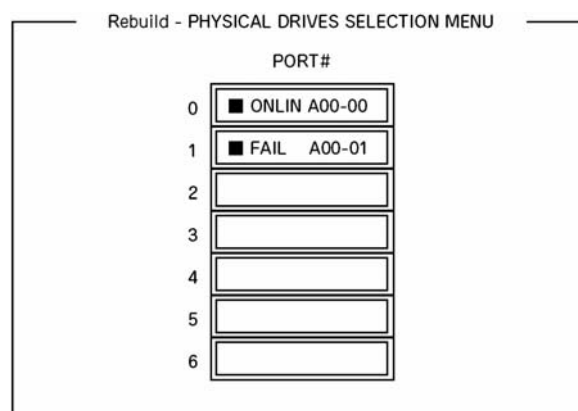 Rebuild - PHYSICAL DRIVES SELECTION MENU
PORT#
0 ■ ONLIN A00-00
1 ■ FAIL A00-01
2
3
4
5
6